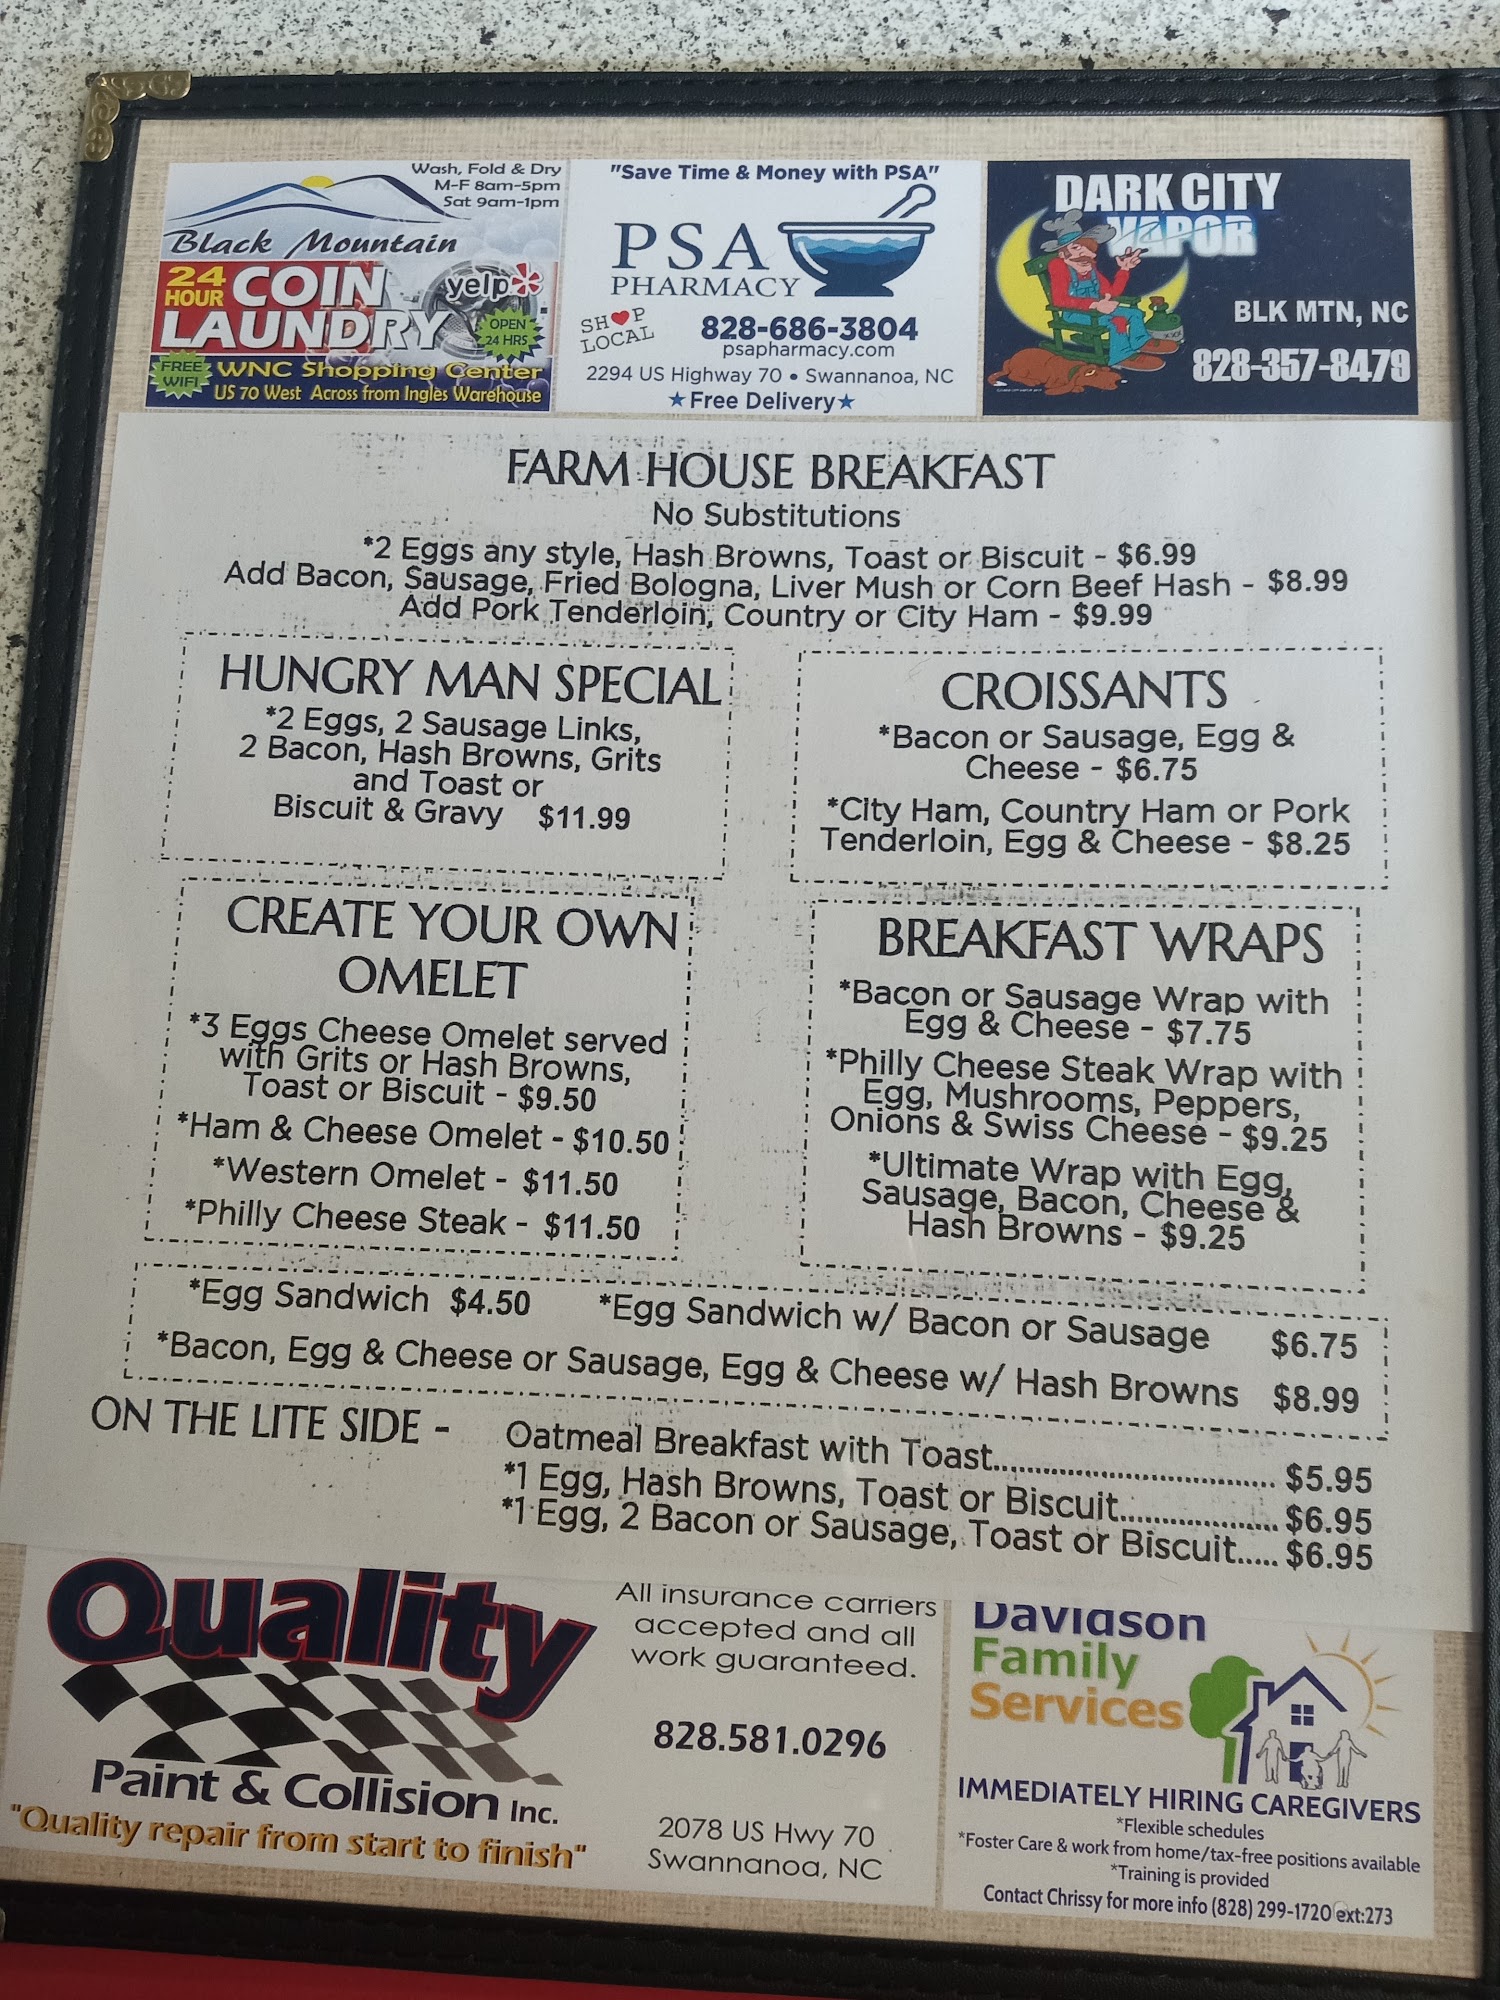 Wash, Fold & Dry
M-F 8am-5pm
Sat 9am-1pm
Black Mountain
24 HOUR COIN
LAUNDRY
yelp
OPEN
24 HRS
FREE
WIFI
WNC Shopping Center
US 70 West Across from Ingles Warehouse
"Save Time & Money with PSA"
PSA
PHARMACY
SH♥P
LOCAL
828-686-3804
psapharmacy.com
2294 US Highway 70 • Swannanoa, NC
★Free Delivery★
DARK CITY
VAPOR
BLK MTN, NC
828-357-8479
FARM HOUSE BREAKFAST
No Substitutions
*2 Eggs any style, Hash Browns, Toast or Biscuit - $6.99
Add Bacon, Sausage, Fried Bologna, Liver Mush or Corn Beef Hash - $8.99
Add Pork Tenderloin, Country or City Ham - $9.99
HUNGRY MAN SPECIAL
*2 Eggs, 2 Sausage Links,
2 Bacon, Hash Browns, Grits
and Toast or
Biscuit & Gravy $11.99
CROISSANTS
*Bacon or Sausage, Egg &
Cheese - $6.75
*City Ham, Country Ham or Pork
Tenderloin, Egg & Cheese - $8.25
CREATE YOUR OWN
OMELET
*3 Eggs Cheese Omelet served
with Grits or Hash Browns,
Toast or Biscuit - $9.50
*Ham & Cheese Omelet - $10.50
*Western Omelet - $11.50
*Philly Cheese Steak - $11.50
BREAKFAST WRAPS
*Bacon or Sausage Wrap with
Egg & Cheese - $7.75
*Philly Cheese Steak Wrap with
Egg, Mushrooms, Peppers,
Onions & Swiss Cheese - $9.25
*Ultimate Wrap with Egg,
Sausage, Bacon, Cheese &
Hash Browns - $9.25
*Egg Sandwich $4.50 *Egg Sandwich w/ Bacon or Sausage $6.75
*Bacon, Egg & Cheese or Sausage, Egg & Cheese w/ Hash Browns $8.99
ON THE LITE SIDE - Oatmeal Breakfast with Toast.............................. $5.95
*1 Egg, Hash Browns, Toast or Biscuit................... $6.95
*1 Egg, 2 Bacon or Sausage, Toast or Biscuit..... $6.95
Quality
Paint & Collision Inc.
"Quality repair from start to finish"
All insurance carriers
accepted and all
work guaranteed.
828.581.0296
2078 US Hwy 70
Swannanoa, NC
Davidson
Family
Services
IMMEDIATELY HIRING CAREGIVERS
*Flexible schedules
*Foster Care & work from home/tax-free positions available
*Training is provided
Contact Chrissy for more info (828) 299-1720 ext:273